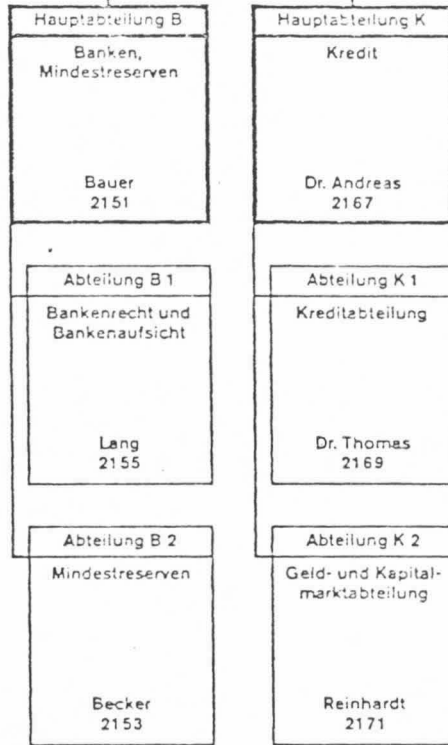 Hauptabteilung B
Banken,
Mindestreserven
Bauer
2151
Abteilung B 1
Bankenrecht und
Bankenaufsicht
Lang
2155
Abteilung B 2
Mindestreserven
Becker
2153
Hauptabteilung K
Kredit
Dr. Andreas
2167
Abteilung K 1
Kreditabteilung
Dr. Thomas
2169
Abteilung K 2
Geld- und Kapital-
marktabteilung
Reinhardt
2171